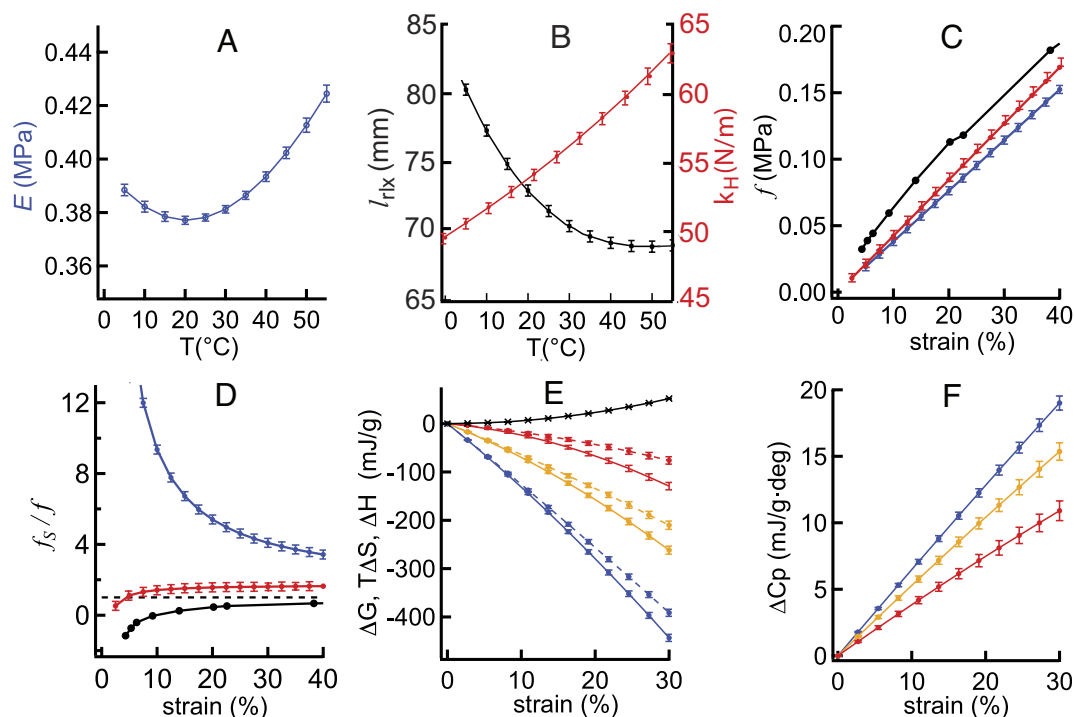 A
0.44
0.42
0.40
0.38
0.36
E (MPa)
0 10 20 30 40 50
T(°C)
B
85
80
75
70
65
l_rlx (mm)
65
60
55
50
45
k_H(N/m)
0 10 20 30 40 50
T(°C)
C
0.20
0.15
0.10
0.05
0.00
f (MPa)
0 10 20 30 40
strain (%)
D
12
8
4
0
f_S / f
0 10 20 30 40
strain (%)
E
0
-100
-200
-300
-400
ΔG, TΔS, ΔH (mJ/g)
0 10 20 30
strain (%)
F
20
15
10
5
0
ΔCp (mJ/g·deg)
0 10 20 30
strain (%)